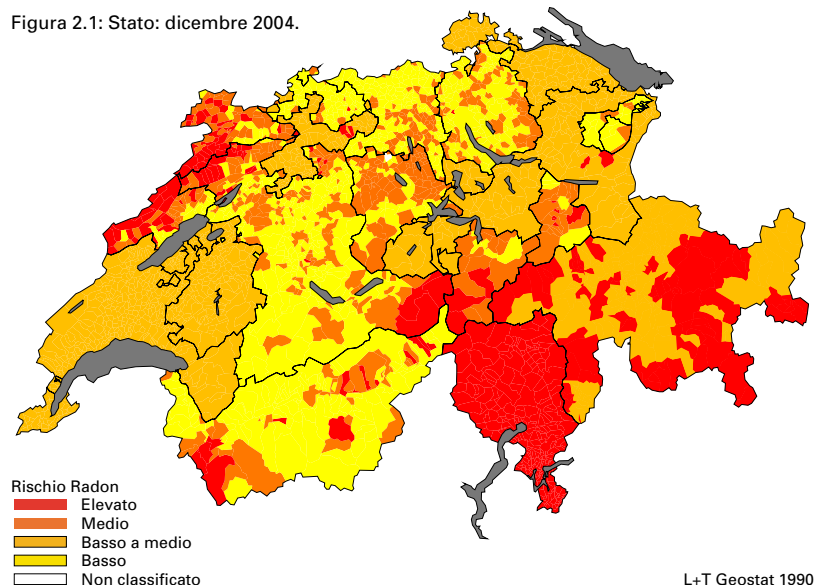 Figura 2.1: Stato: dicembre 2004.
Rischio Radon
Elevato
Medio
Basso a medio
Basso
Non classificato
L+T Geostat 1990